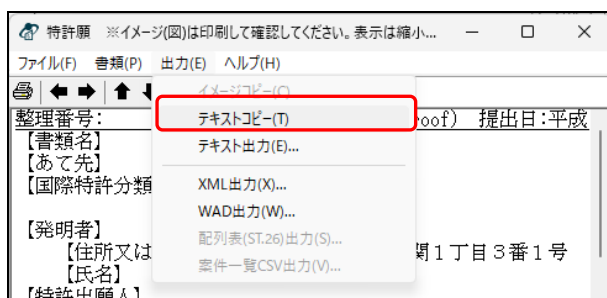 特許願　※イメージ(図)は印刷して確認してください。表示は縮小...
ファイル(F)　書類(P)　出力(E)　ヘルプ(H)
イメージコピー(C)
整理番号:　テキストコピー(T)　oof)　提出日:平成
【書類名】　テキスト出力(E)...
【あて先】
【国際特許分類　XML出力(X)...
WAD出力(W)...
【発明者】　配列表(ST.26)出力(S)...
【住所又は　関1丁目3番1号
【氏名】　案件一覧CSV出力(V)...
【特許出願人】